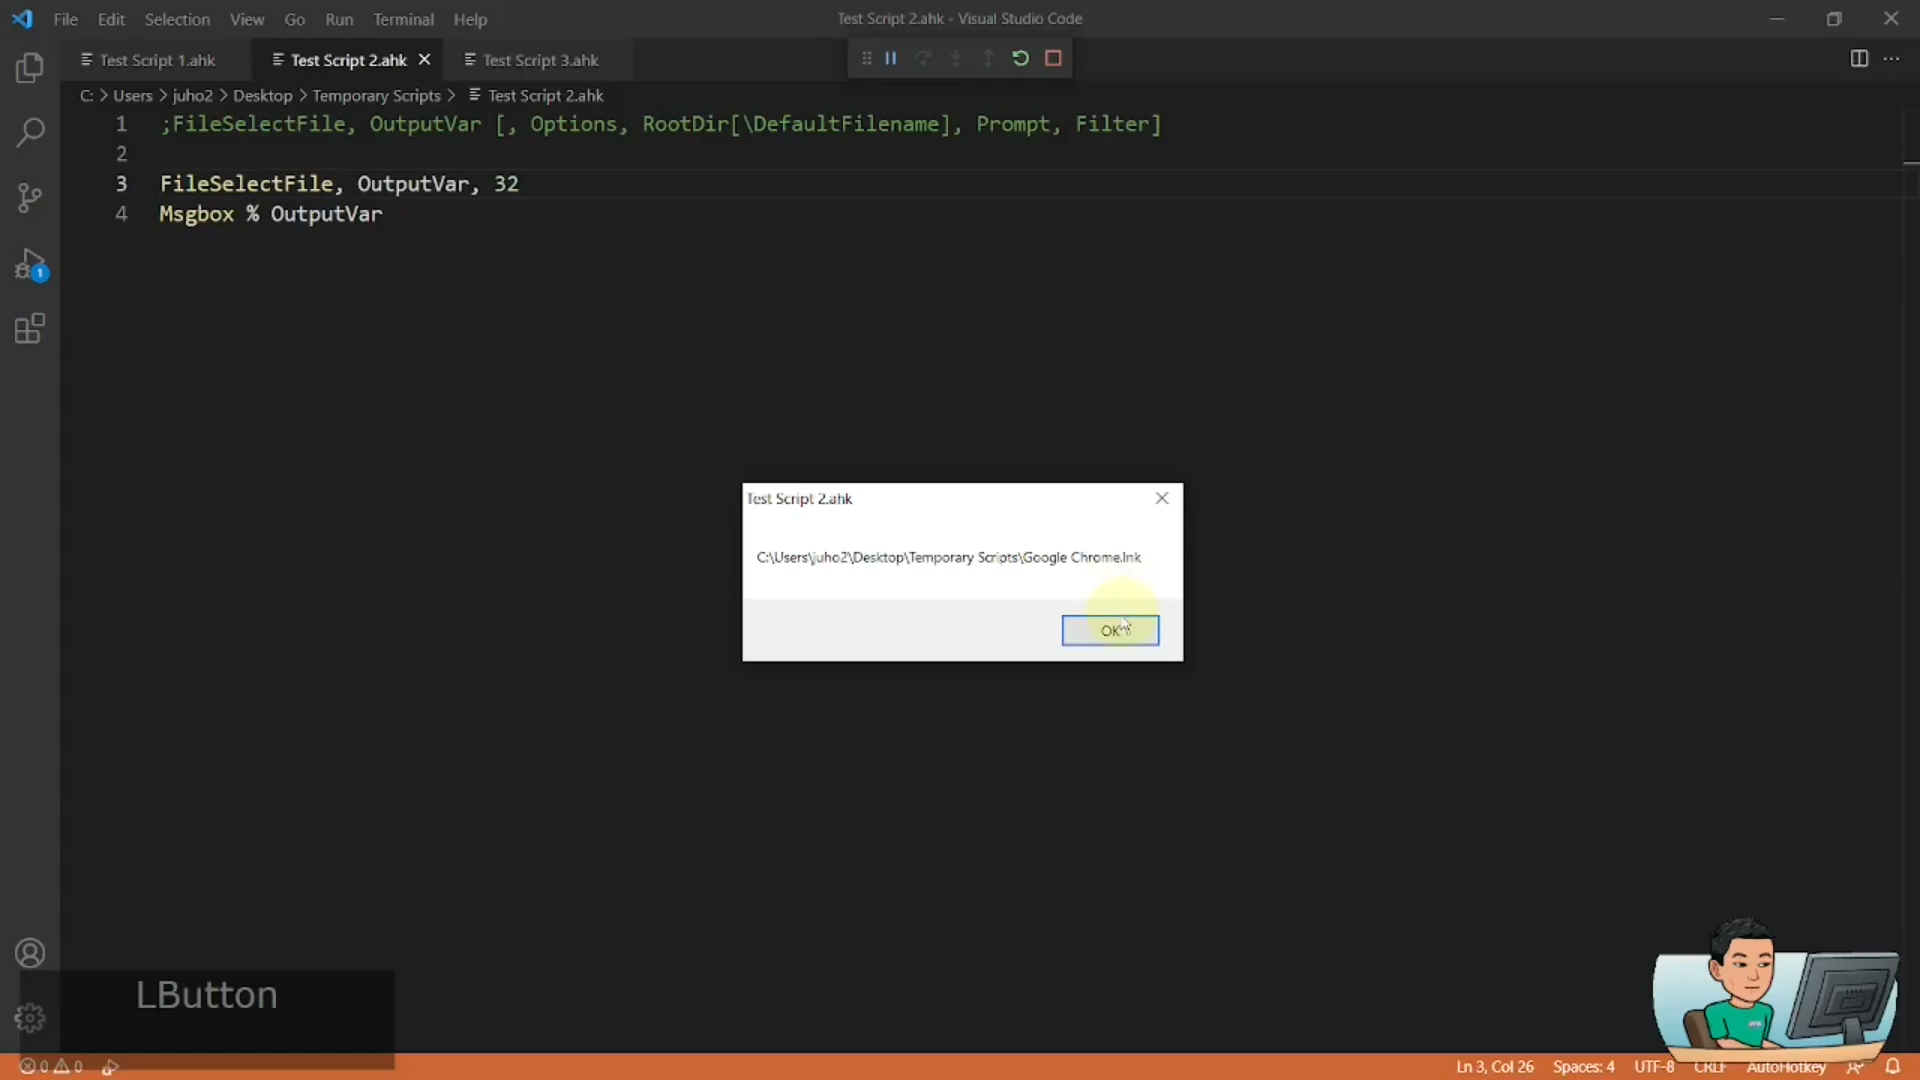 File Edit Selection View Go Run Terminal Help
Test Script 2.ahk - Visual Studio Code
Test Script 1.ahk Test Script 2.ahk Test Script 3.ahk
C: > Users > juho2 > Desktop > Temporary Scripts > Test Script 2.ahk
1 ;FileSelectFile, OutputVar [, Options, RootDir[\DefaultFilename], Prompt, Filter]
2
3 FileSelectFile, OutputVar, 32
4 Msgbox % OutputVar
1
Test Script 2.ahk
C:\Users\juho2\Desktop\Temporary Scripts\Google Chrome.lnk
OK
LButton
0 0
Ln 3, Col 26 Spaces: 4 UTF-8 CRLF AutoHotkey